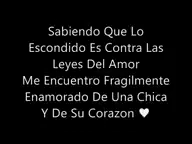 Sabiendo Que Lo
Escondido Es Contra Las
Leyes Del Amor
Me Encuentro Fragilmente
Enamorado De Una Chica
Y De Su Corazon ♥